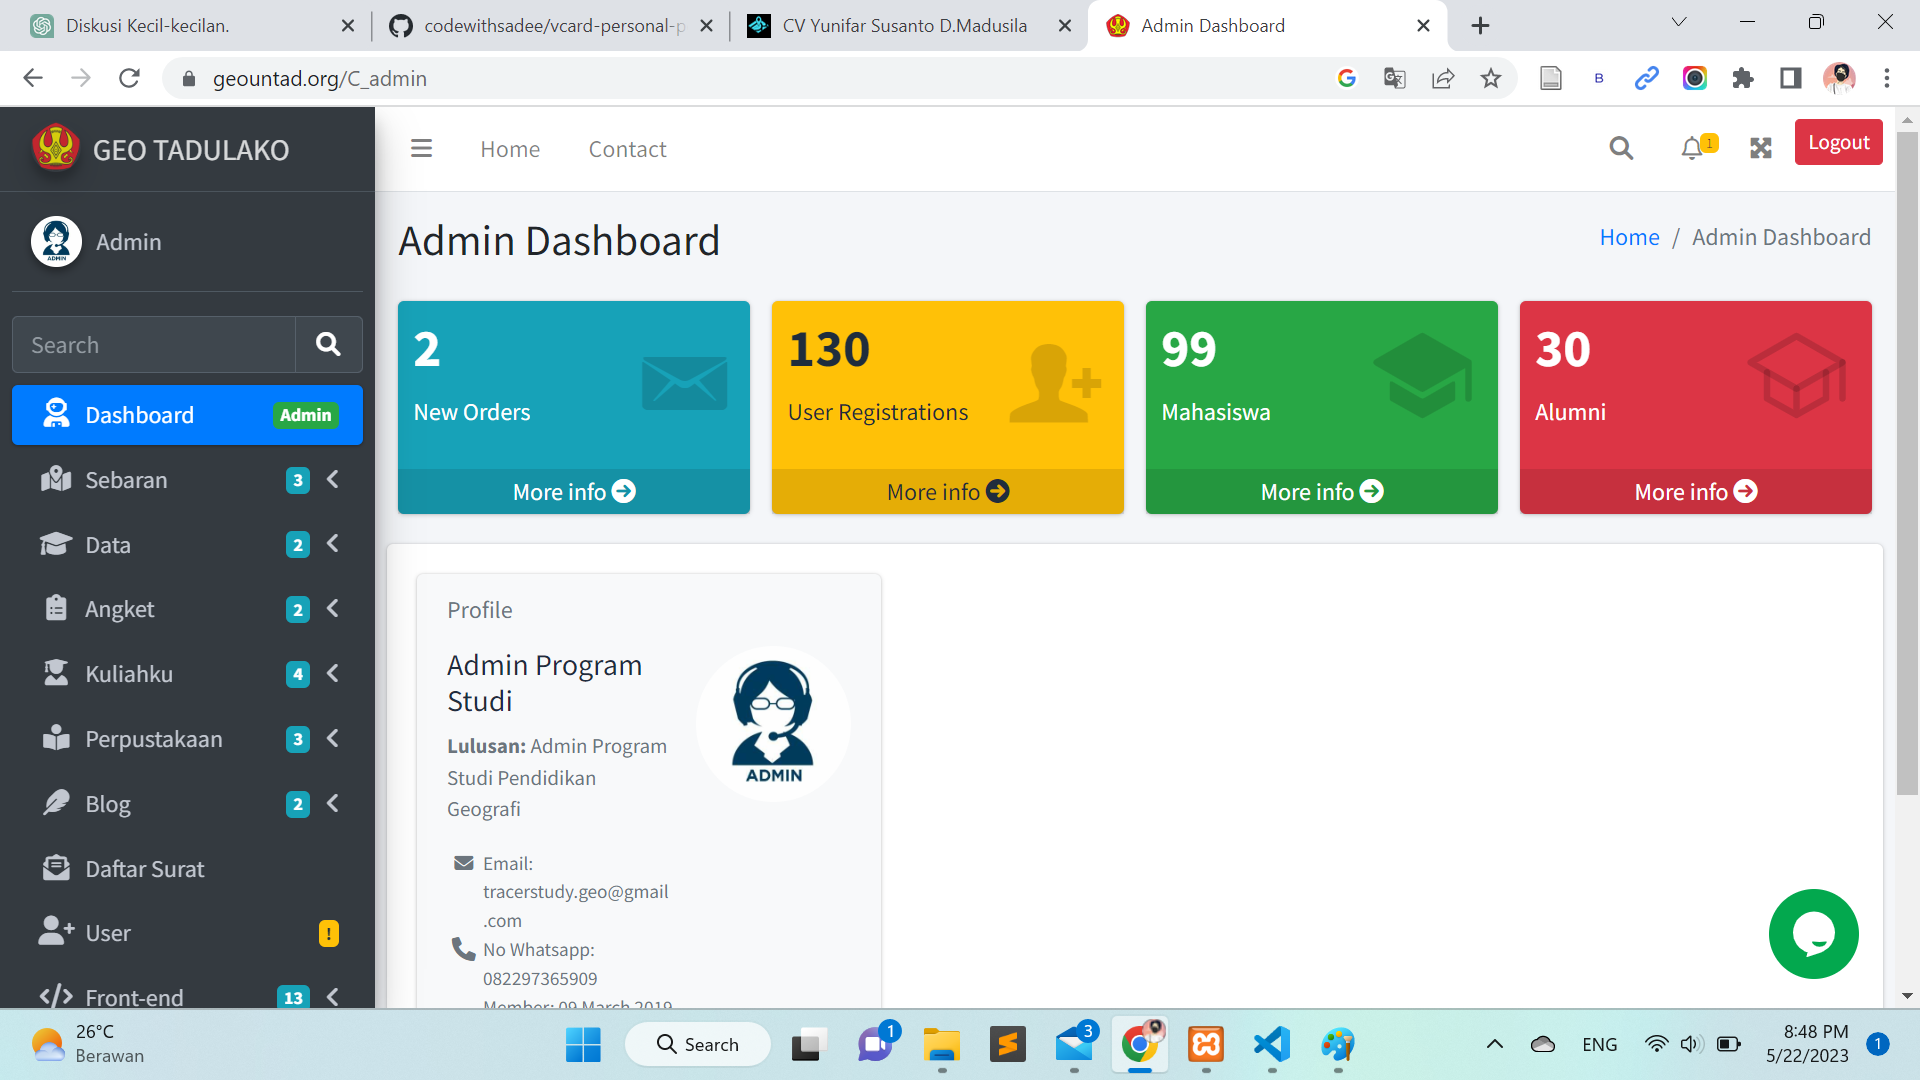 Diskusi Kecil-kecilan.
codewithsadee/vcard-personal-p
CV Yunifar Susanto D.Madusila
Admin Dashboard
geountad.org/C_admin
B
GEO TADULAKO
Home
Contact
1
Logout
Admin
ADMIN
Admin Dashboard
Home / Admin Dashboard
Search
2
New Orders
More info
130
User Registrations
More info
99
Mahasiswa
More info
30
Alumni
More info
Dashboard Admin
Sebaran 3
Data 2
Angket 2
Kuliahku 4
Perpustakaan 3
Blog 2
Daftar Surat
User !
Front-end 13
Profile
Admin Program
Studi
Lulusan: Admin Program
Studi Pendidikan
Geografi
ADMIN
Email:
tracerstudy.geo@gmail
.com
No Whatsapp:
082297365909
Member: 09 March 2019
26°C
Berawan
Search
1
3
ENG
8:48 PM
5/22/2023
1